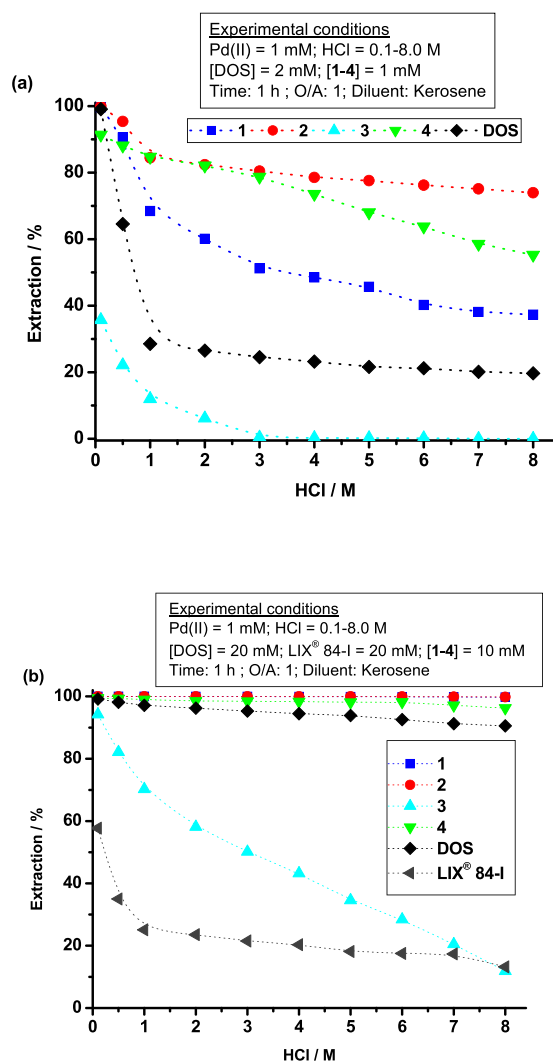 Experimental conditions
Pd(II) = 1 mM; HCl = 0.1-8.0 M
[DOS] = 2 mM; [1-4] = 1 mM
Time: 1 h ; O/A: 1; Diluent: Kerosene
(a)
1 2 3 4 DOS
100
80
60
40
20
0
Extraction / %
0 1 2 3 4 5 6 7 8
HCl / M
Experimental conditions
Pd(II) = 1 mM; HCl = 0.1-8.0 M
[DOS] = 20 mM; LIX® 84-I = 20 mM; [1-4] = 10 mM
Time: 1 h ; O/A: 1; Diluent: Kerosene
(b)
100
80
60
40
20
0
Extraction / %
1
2
3
4
DOS
LIX® 84-I
0 1 2 3 4 5 6 7 8
HCl / M